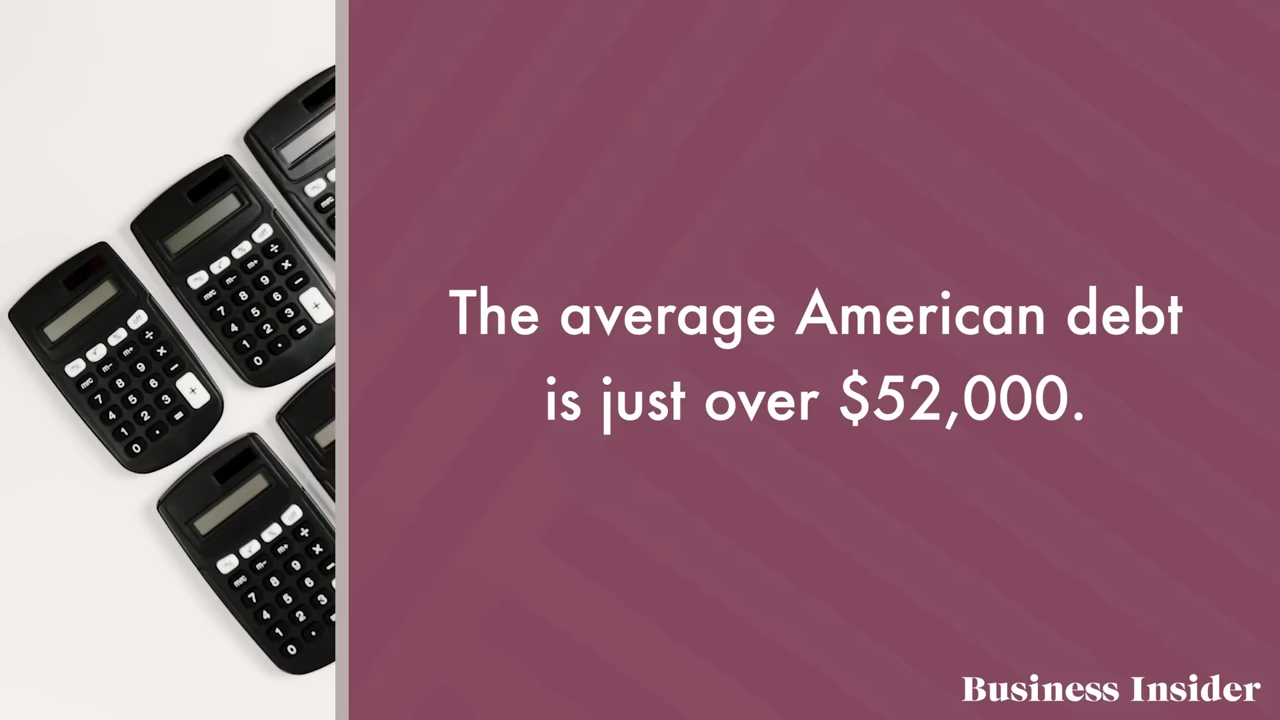 The average American debt
is just over $52,000.
Business Insider